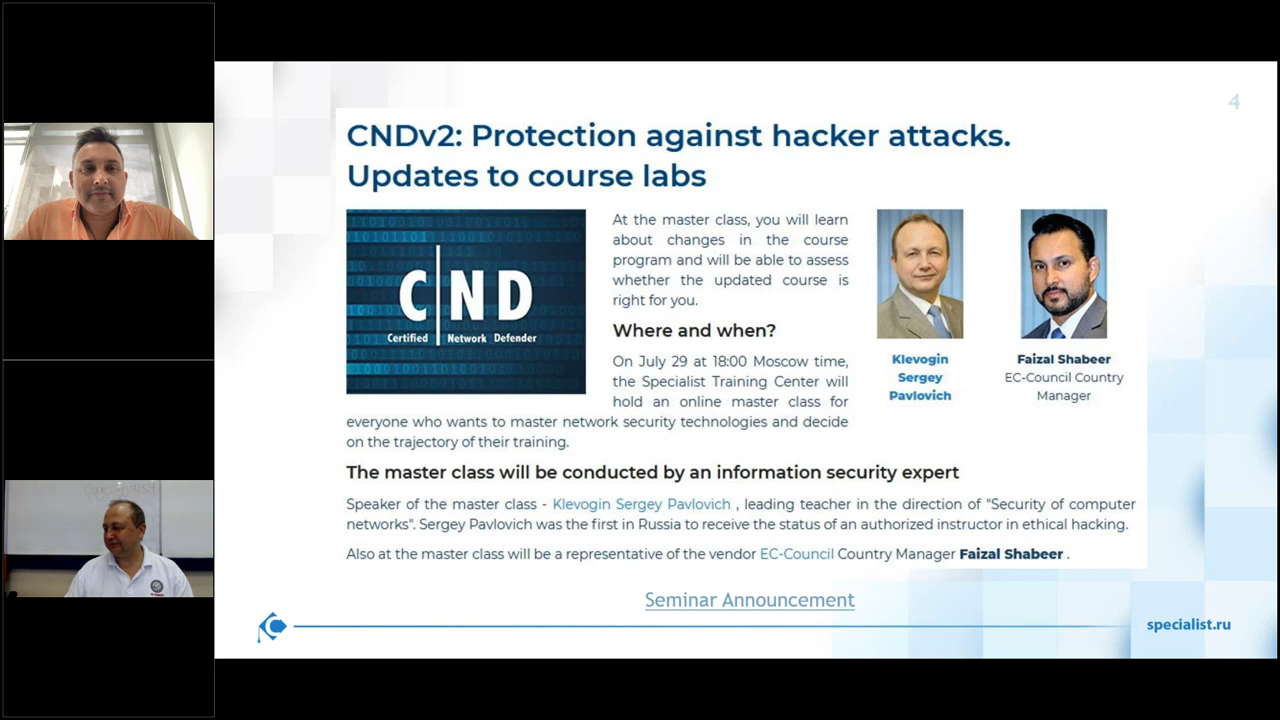 4
CNDv2: Protection against hacker attacks.
Updates to course labs
C|ND
Certified Network Defender
At the master class, you will learn
about changes in the course
program and will be able to assess
whether the updated course is
right for you.
Where and when?
On July 29 at 18:00 Moscow time,
the Specialist Training Center will
hold an online master class for
everyone who wants to master network security technologies and decide
on the trajectory of their training.
Klevogin
Sergey
Pavlovich
Faizal Shabeer
EC-Council Country
Manager
The master class will be conducted by an information security expert
Speaker of the master class - Klevogin Sergey Pavlovich , leading teacher in the direction of "Security of computer
networks". Sergey Pavlovich was the first in Russia to receive the status of an authorized instructor in ethical hacking.
Also at the master class will be a representative of the vendor EC-Council Country Manager Faizal Shabeer .
Seminar Announcement
specialist.ru